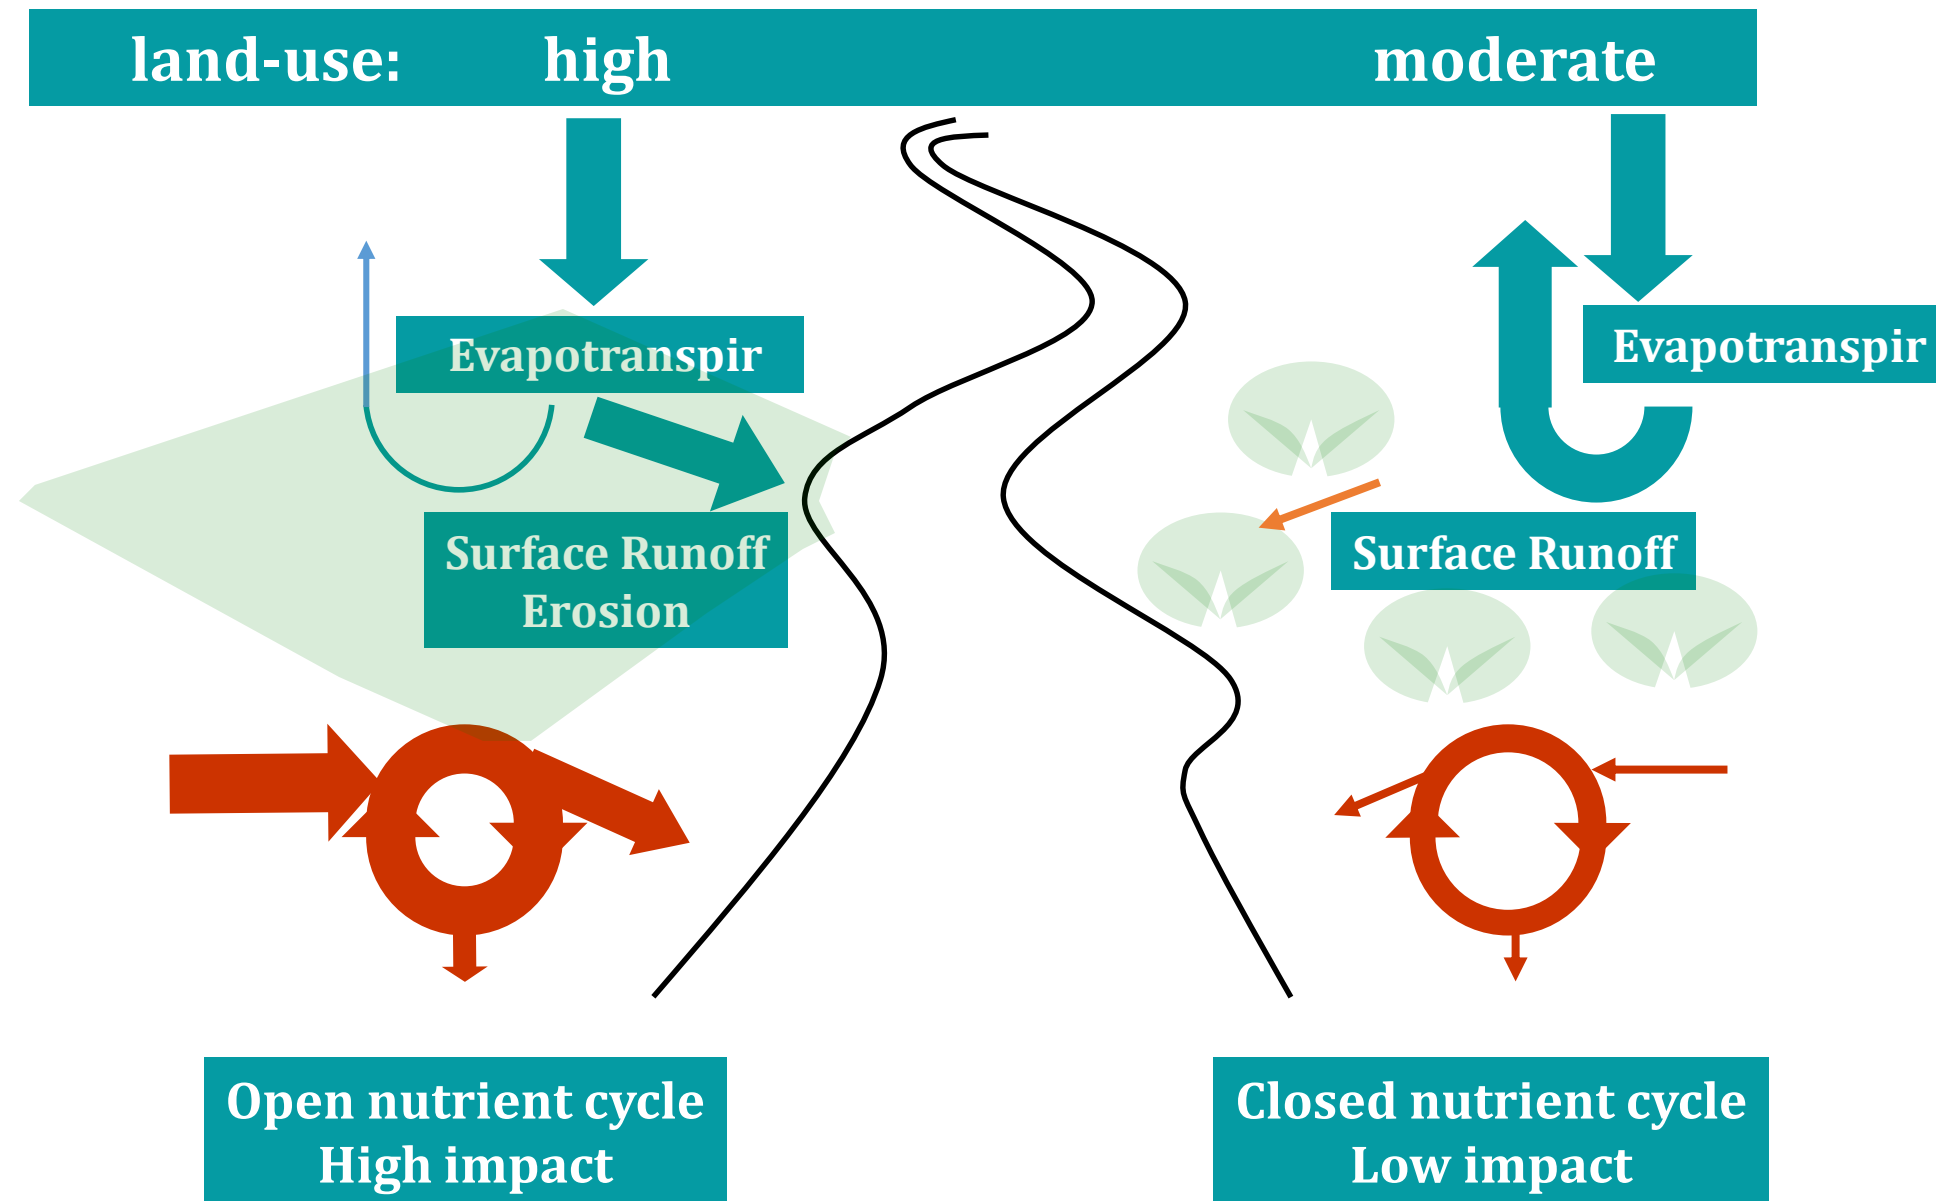 land-use: high moderate
Evapotranspir
Evapotranspir
Surface Runoff
Erosion
Surface Runoff
Open nutrient cycle
High impact
Closed nutrient cycle
Low impact